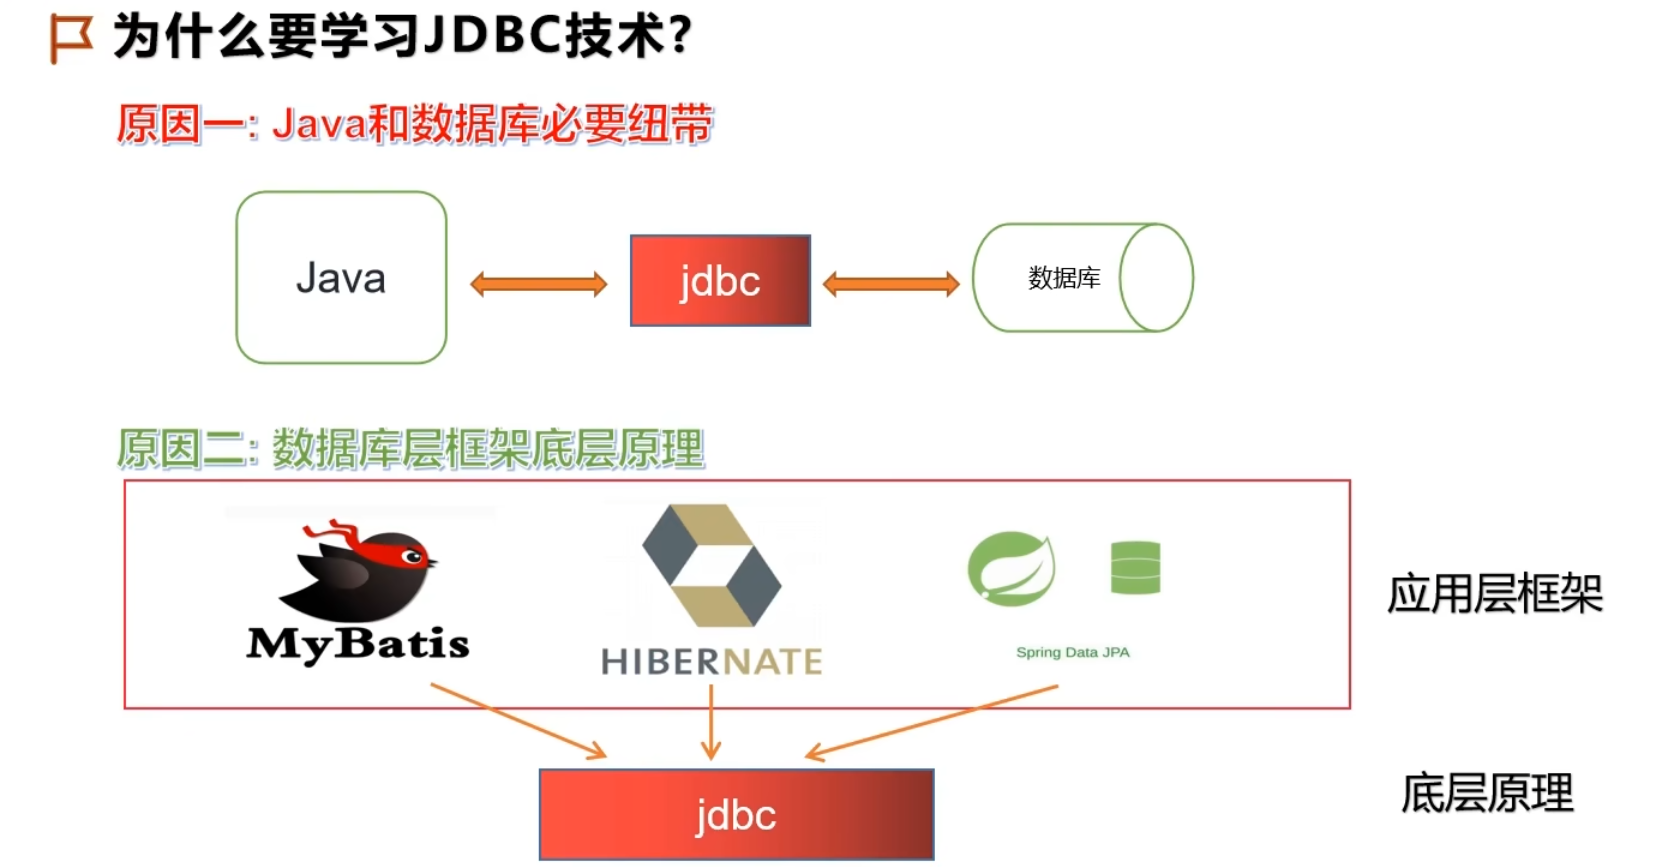 为什么要学习JDBC技术?
原因一: Java和数据库必要纽带
Java
jdbc
数据库
原因二: 数据库层框架底层原理
MyBatis
HIBERNATE
Spring Data JPA
应用层框架
jdbc
底层原理